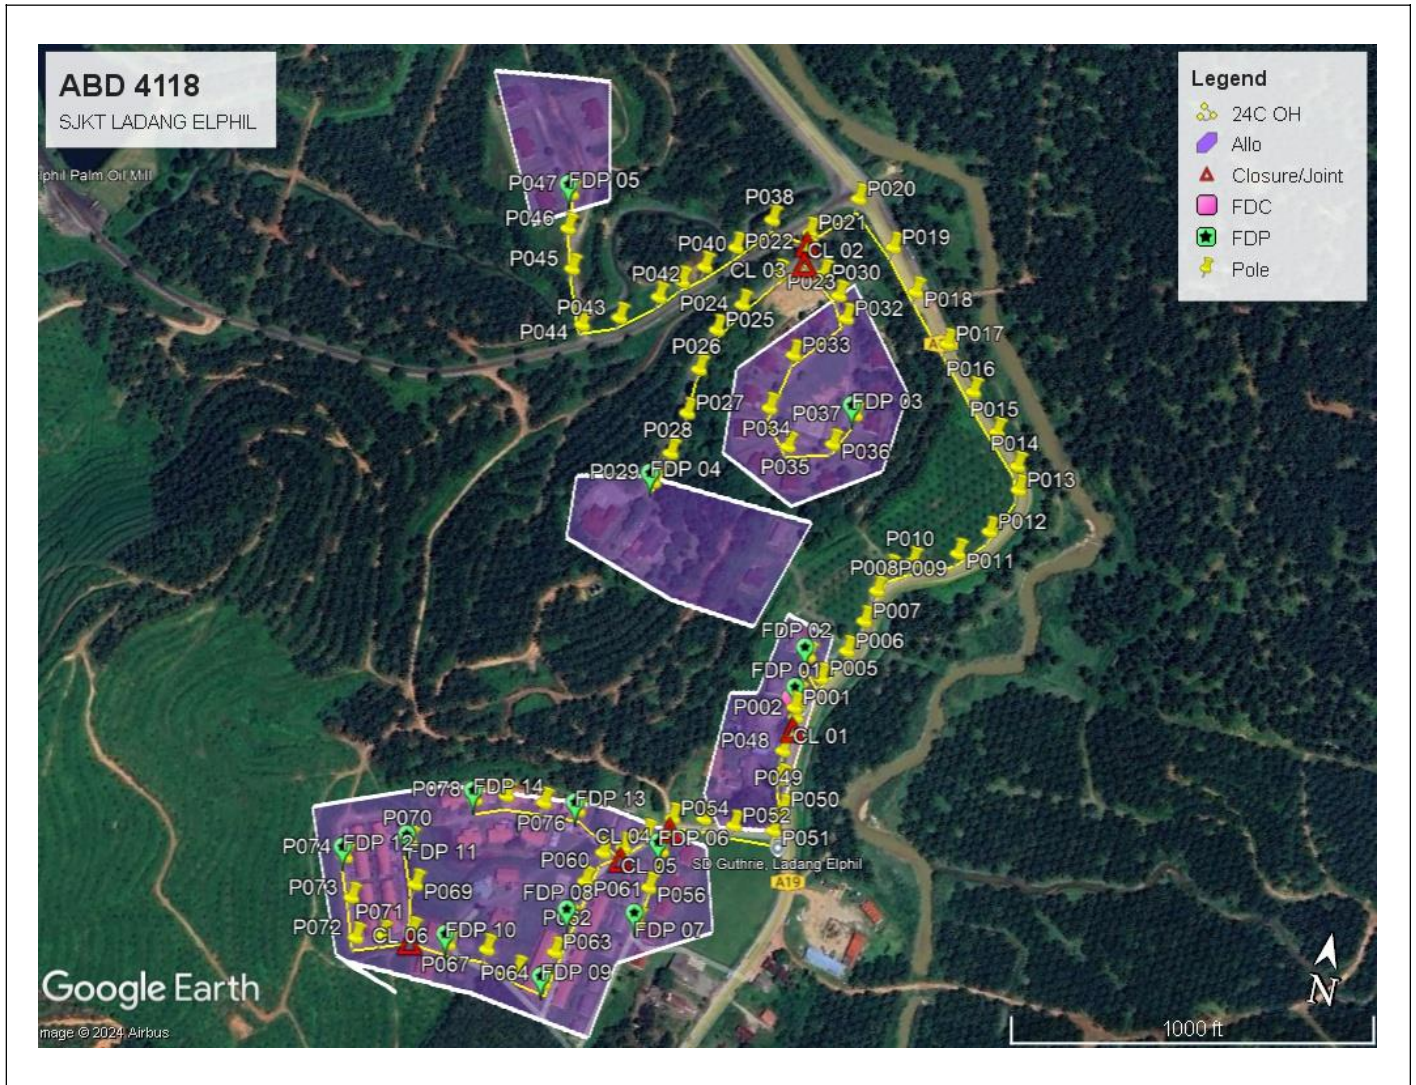 ABD 4118
SJKT LADANG ELPHIL
Legend
24C OH
Allo
Closure/Joint
FDC
FDP
Pole
lphil Palm Oil Mill
P047
FDP 05
P038
P020
P046
P021
P022
P019
P040
CL 02
P045
CL 03
P030
P042
P023
P018
P043
P024
P032
P044
P025
P017
A
P026
P033
P016
P027
P037
FDP 03
P015
P028
P034
P014
P035
P036
P029
FDP 04
P013
P012
P010
P011
P008
P009
P007
FDP 02
P006
FDP 01
P005
P001
P002
P048
CL 01
P049
P078
FDP 14
FDP 13
P050
P054
P052
P070
P076
CL 04
FDP 06
P051
P074
FDP 12
FDP 11
P060
CL 05
SD Guthrie, Ladang Elphil
A19
P073
P069
P061
P056
FDP 08
P071
P062
P072
CL 06
FDP 10
FDP 07
P063
P067
P064
FDP 09
Google Earth
mage © 2024 Airbus
N
1000 ft